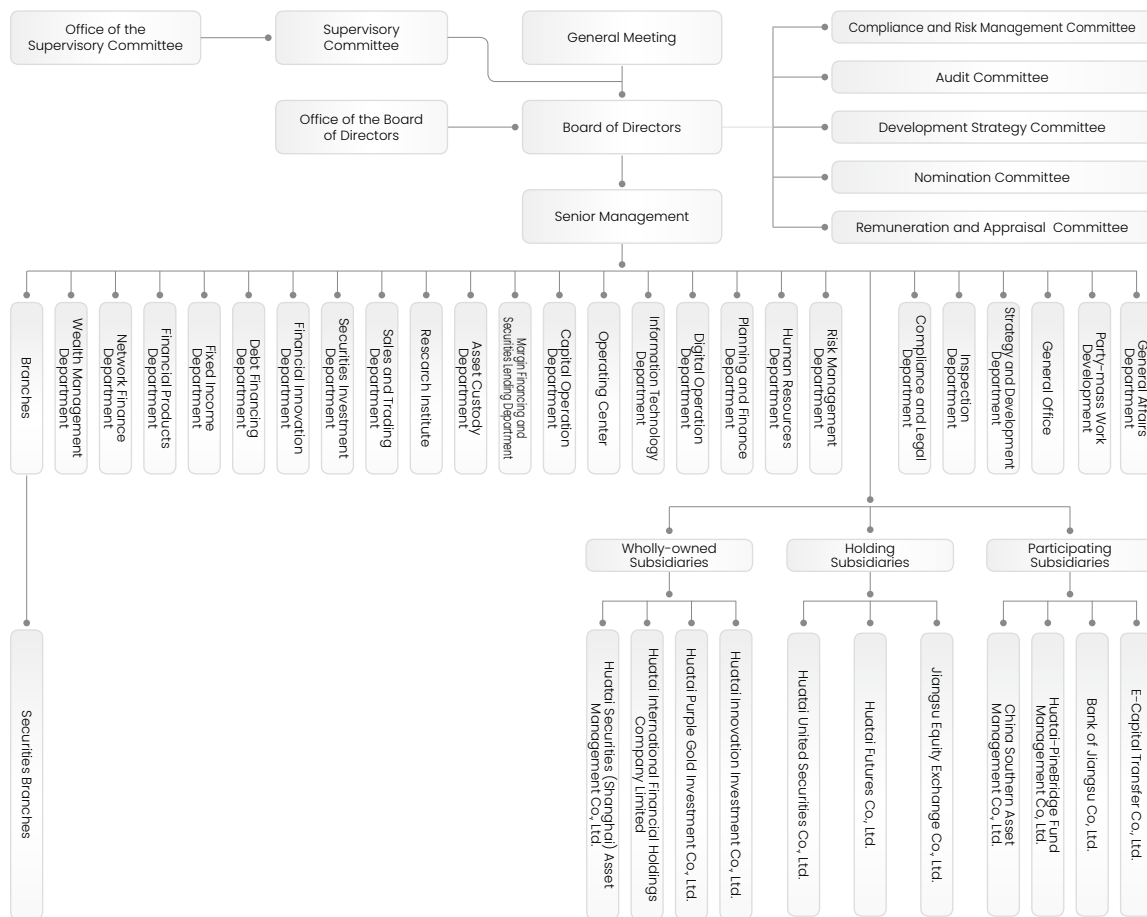 Office of the
Supervisory Committee
Supervisory
Committee
General Meeting
Compliance and Risk Management Committee
Audit Committee
Office of the Board
of Directors
Board of Directors
Development Strategy Committee
Nomination Committee
Senior Management
Remuneration and Appraisal Committee
Branches
Wealth Management
Department
Network Finance
Department
Financial Products
Department
Fixed Income
Department
Debt Financing
Department
Financial Innovation
Department
Securities Investment
Department
Sales and Trading
Department
Rescarch Institute
Asset Custody
Department
Margin Financing and
Securities Lending Department
Capital Opercation
Department
Operating Center
Information Technology
Department
Digital Operation
Department
Planning and Finance
Department
Human Resources
Department
Risk Management
Department
Compliance and Legal
Department
Inspection
Department
Strategy and Development
Department
General Office
Party-mass Work
Development
General Affairs
Department
Wholly-owned
Subsidiaries
Holding
Subsidiaries
Participating
Subsidiaries
Securities Branches
Huatai Securities (Shanghai) Asset
Management Co., Ltd.
Huatai International Financial Holdings
Company Limited
Huatai Purple Gold Investment Co., Ltd.
Huatai Innovation Investment Co., Ltd.
Huatai United Securities Co., Ltd.
Huatai Futures Co., Ltd.
Jiangsu Equity Exchange Co., Ltd.
China Southern Asset
Management Co., Ltd.
Huatai-PineBridge Fund
Management Co., Ltd.
Bank of Jiangsu Co., Ltd.
E-Capital Transfer Co., Ltd.